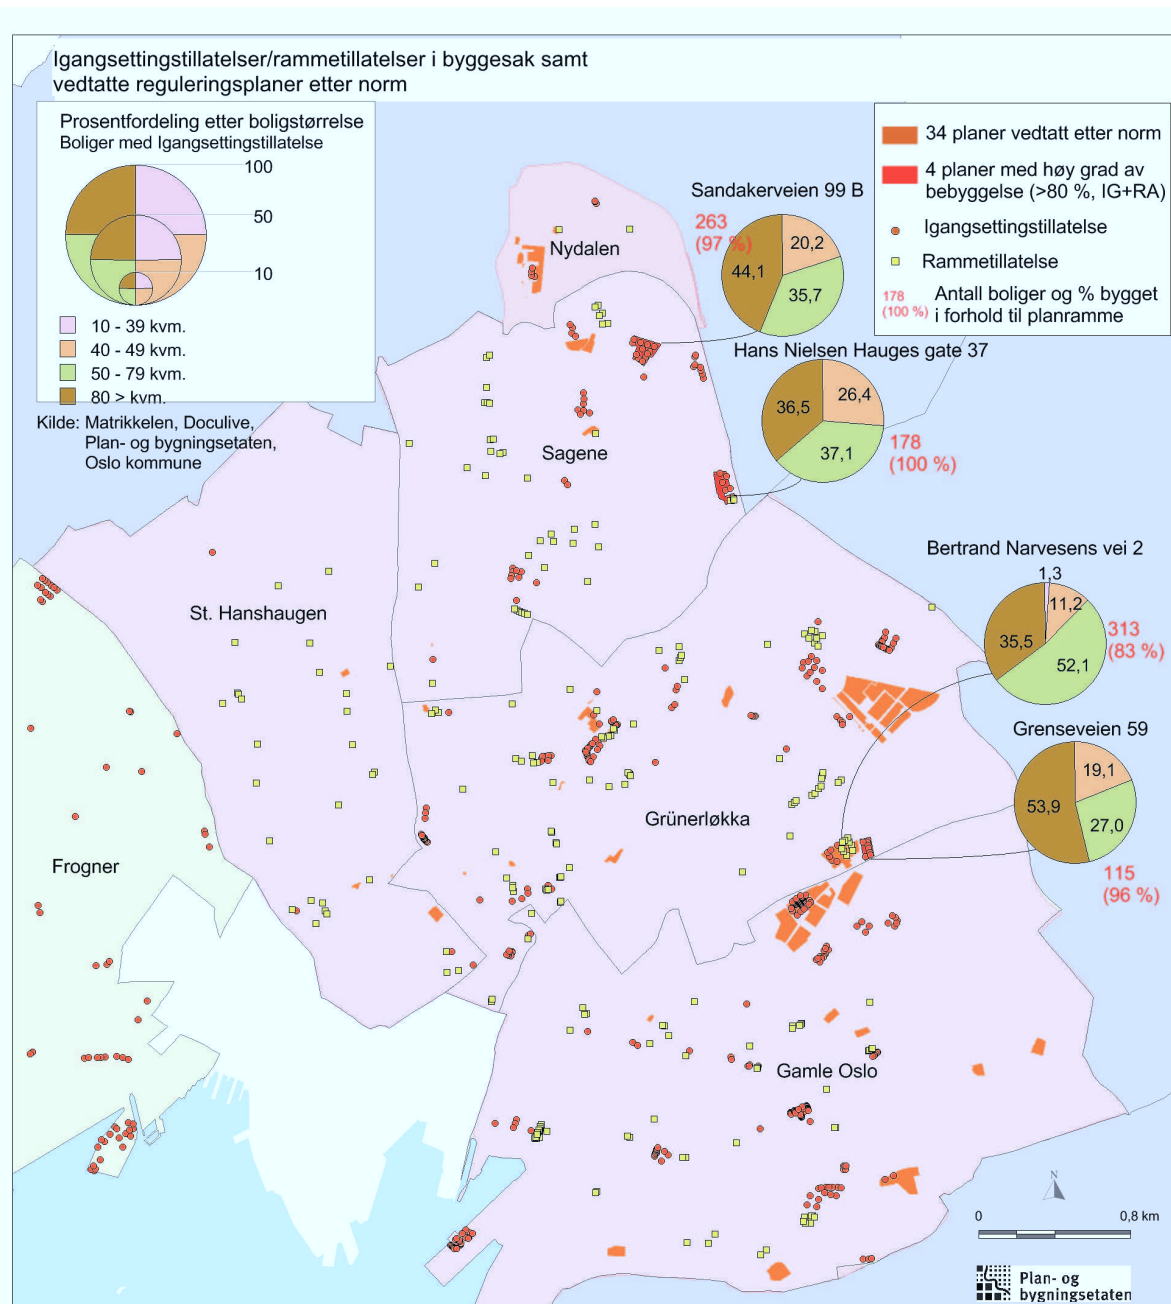 Igangsettingstillatelser/rammetillatelser i byggesak samt
vedtatte reguleringsplaner etter norm
Prosentfordeling etter boligstørrelse
Boliger med Igangsettingstillatelse
100
50
10
10 - 39 kvm.
40 - 49 kvm.
50 - 79 kvm.
80 > kvm.
Kilde: Matrikkelen, Doculive,
Plan- og bygningsetaten,
Oslo kommune
34 planer vedtatt etter norm
4 planer med høy grad av
bebyggelse (>80 %, IG+RA)
Igangsettingstillatelse
Rammetillatelse
178
(100 %)
Antall boliger og % bygget
i forhold til planramme
Sandakerveien 99 B
263
(97 %)
20,2
44,1
35,7
Nydalen
Hans Nielsen Hauges gate 37
36,5
26,4
37,1
178
(100 %)
Sagene
Bertrand Narvesens vei 2
1,3
11,2
35,5
52,1
313
(83 %)
St. Hanshaugen
Grenseveien 59
19,1
53,9
27,0
115
(96 %)
Grünerløkka
Frogner
Gamle Oslo
N
0
0,8 km
Plan- og
bygningsetaten